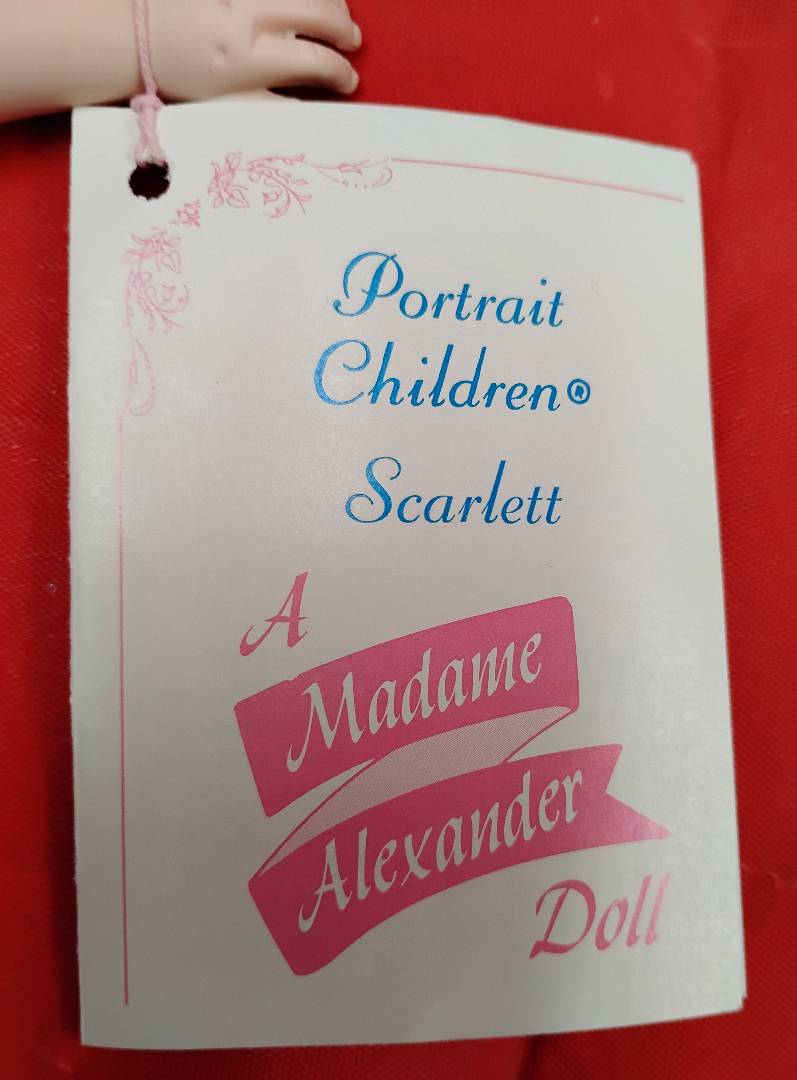 Portrait
Children®
Scarlett
A
Madame
Alexander
Doll